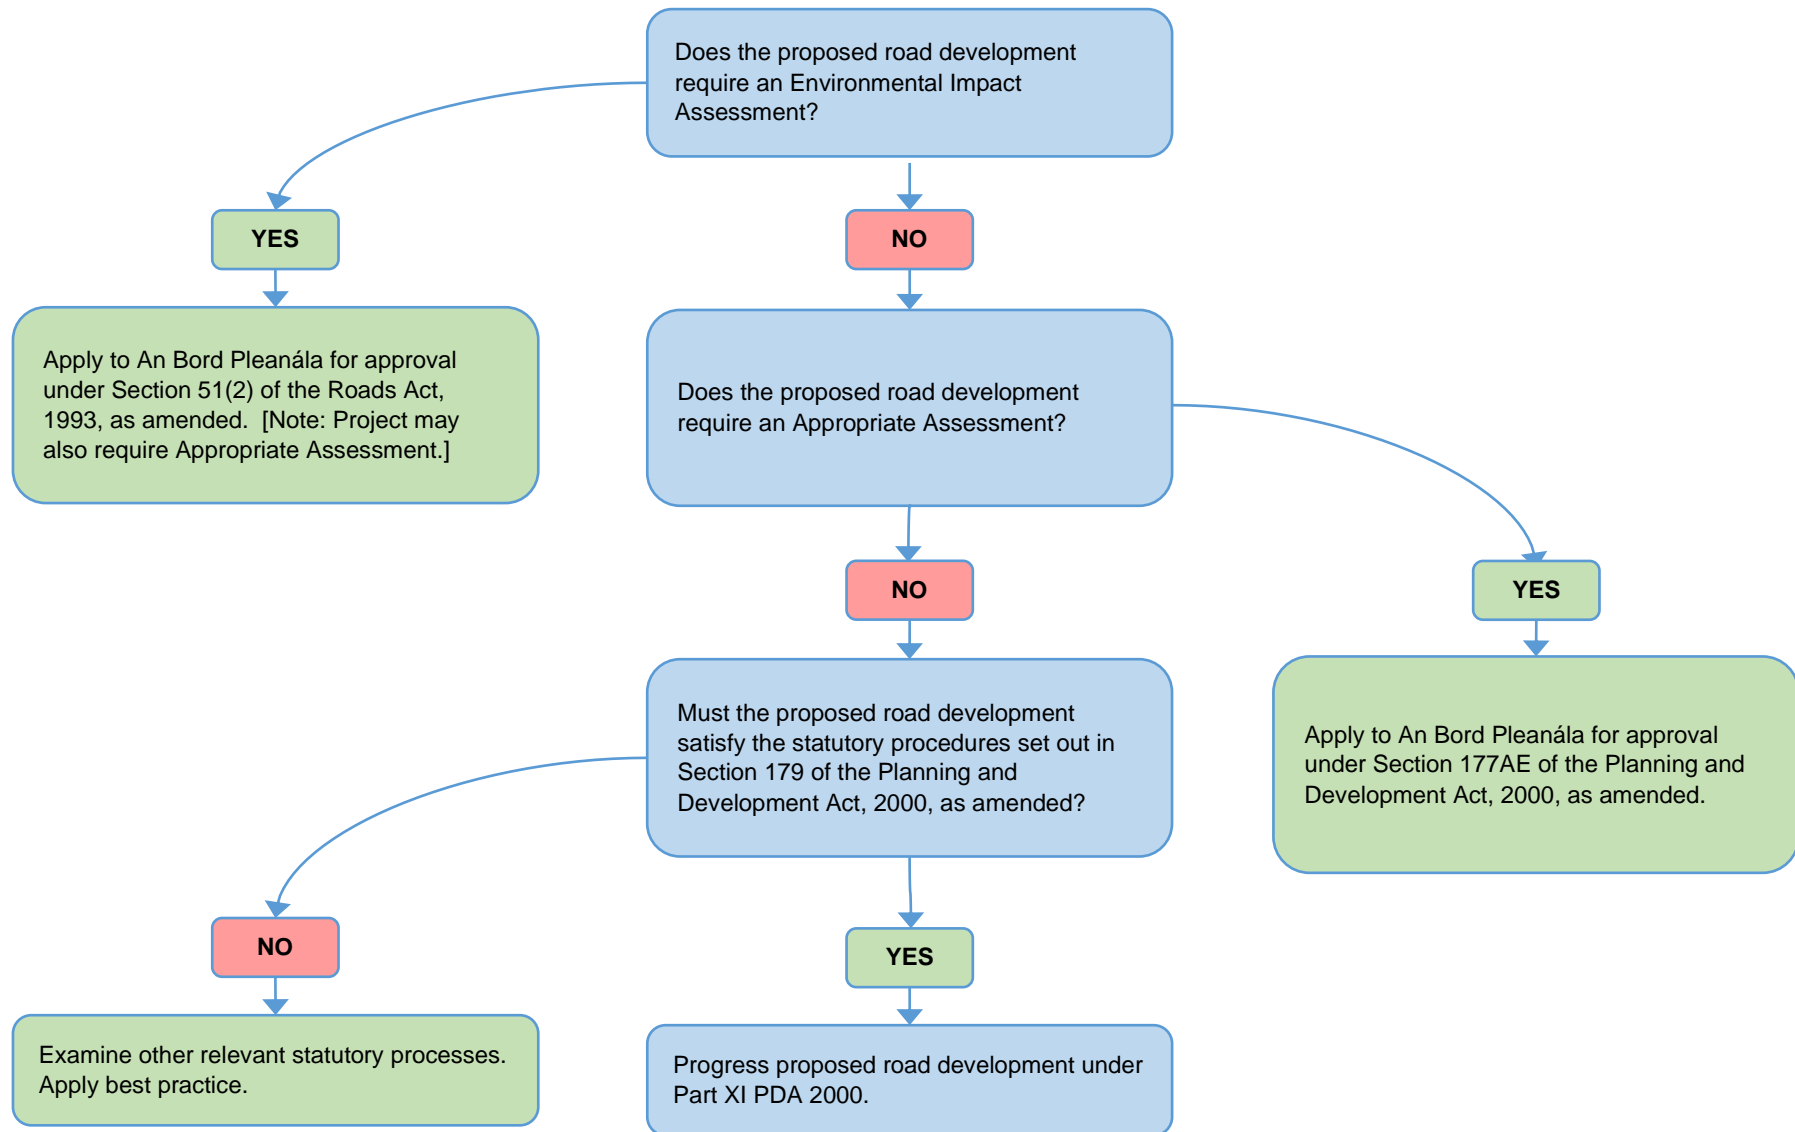 Does the proposed road development
require an Environmental Impact
Assessment?
YES
NO
Apply to An Bord Pleanála for approval
under Section 51(2) of the Roads Act,
1993, as amended.  [Note: Project may
also require Appropriate Assessment.]
Does the proposed road development
require an Appropriate Assessment?
NO
YES
Must the proposed road development
satisfy the statutory procedures set out in
Section 179 of the Planning and
Development Act, 2000, as amended?
Apply to An Bord Pleanála for approval
under Section 177AE of the Planning and
Development Act, 2000, as amended.
NO
YES
Examine other relevant statutory processes.
Apply best practice.
Progress proposed road development under
Part XI PDA 2000.